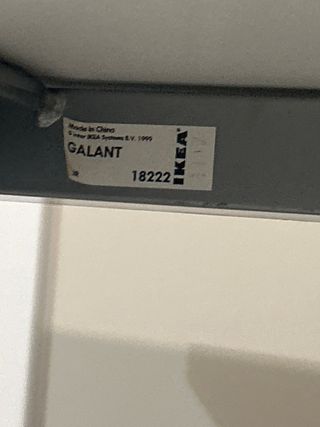 Made in China
© Inter IKEA Systems B.V. 1999
GALANT
18222
IKEA